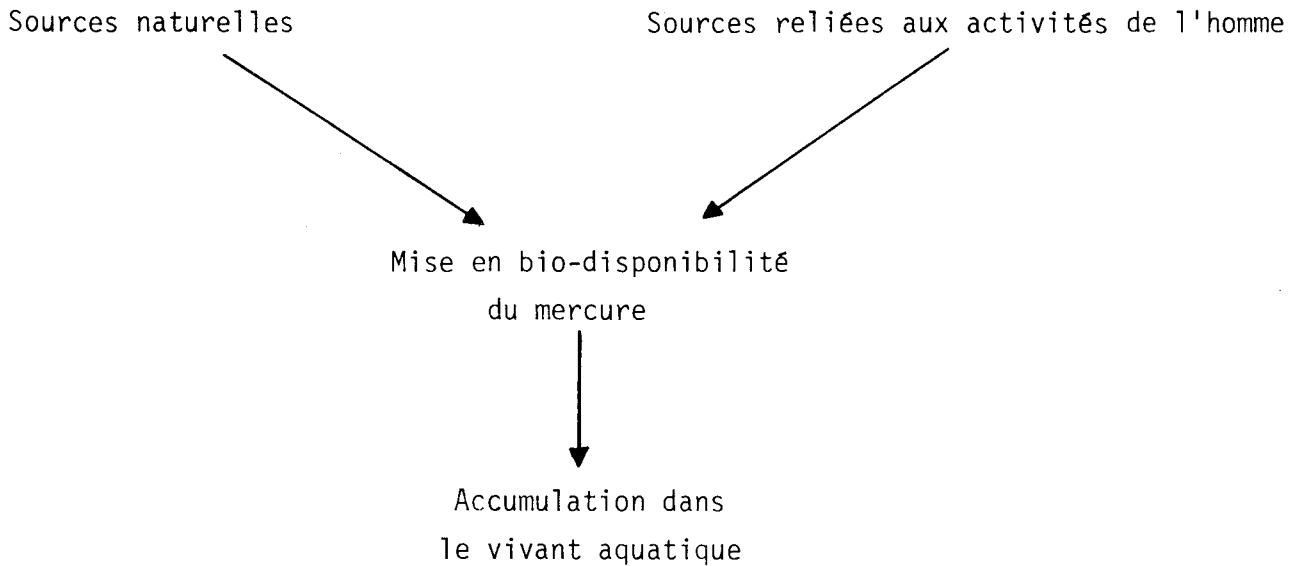 Sources naturelles
Sources reliées aux activités de l'homme
Mise en bio-disponibilité
du mercure
Accumulation dans
le vivant aquatique